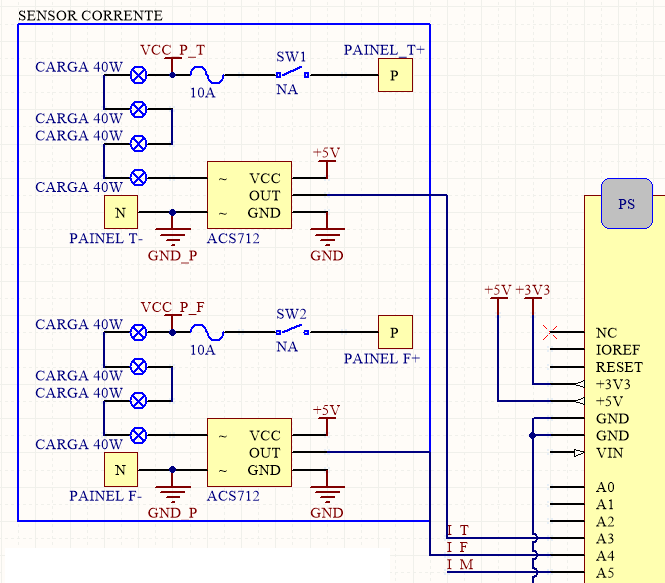 SENSOR CORRENTE
VCC_P_T
SW1
PAINEL_T+
CARGA 40W
P
10A
NA
CARGA 40W
CARGA 40W
+5V
CARGA 40W
~
VCC
OUT
N
~
GND
PAINEL T-
ACS712
GND_P
GND
PS
+5V
+3V3
VCC_P_F
SW2
CARGA 40W
P
10A
NA
PAINEL F+
CARGA 40W
CARGA 40W
+5V
CARGA 40W
~
VCC
OUT
N
~
GND
PAINEL F-
ACS712
GND_P
GND
NC
IOREF
RESET
+3V3
+5V
GND
GND
VIN
A0
A1
A2
I_T
A3
I_F
A4
I_M
A5